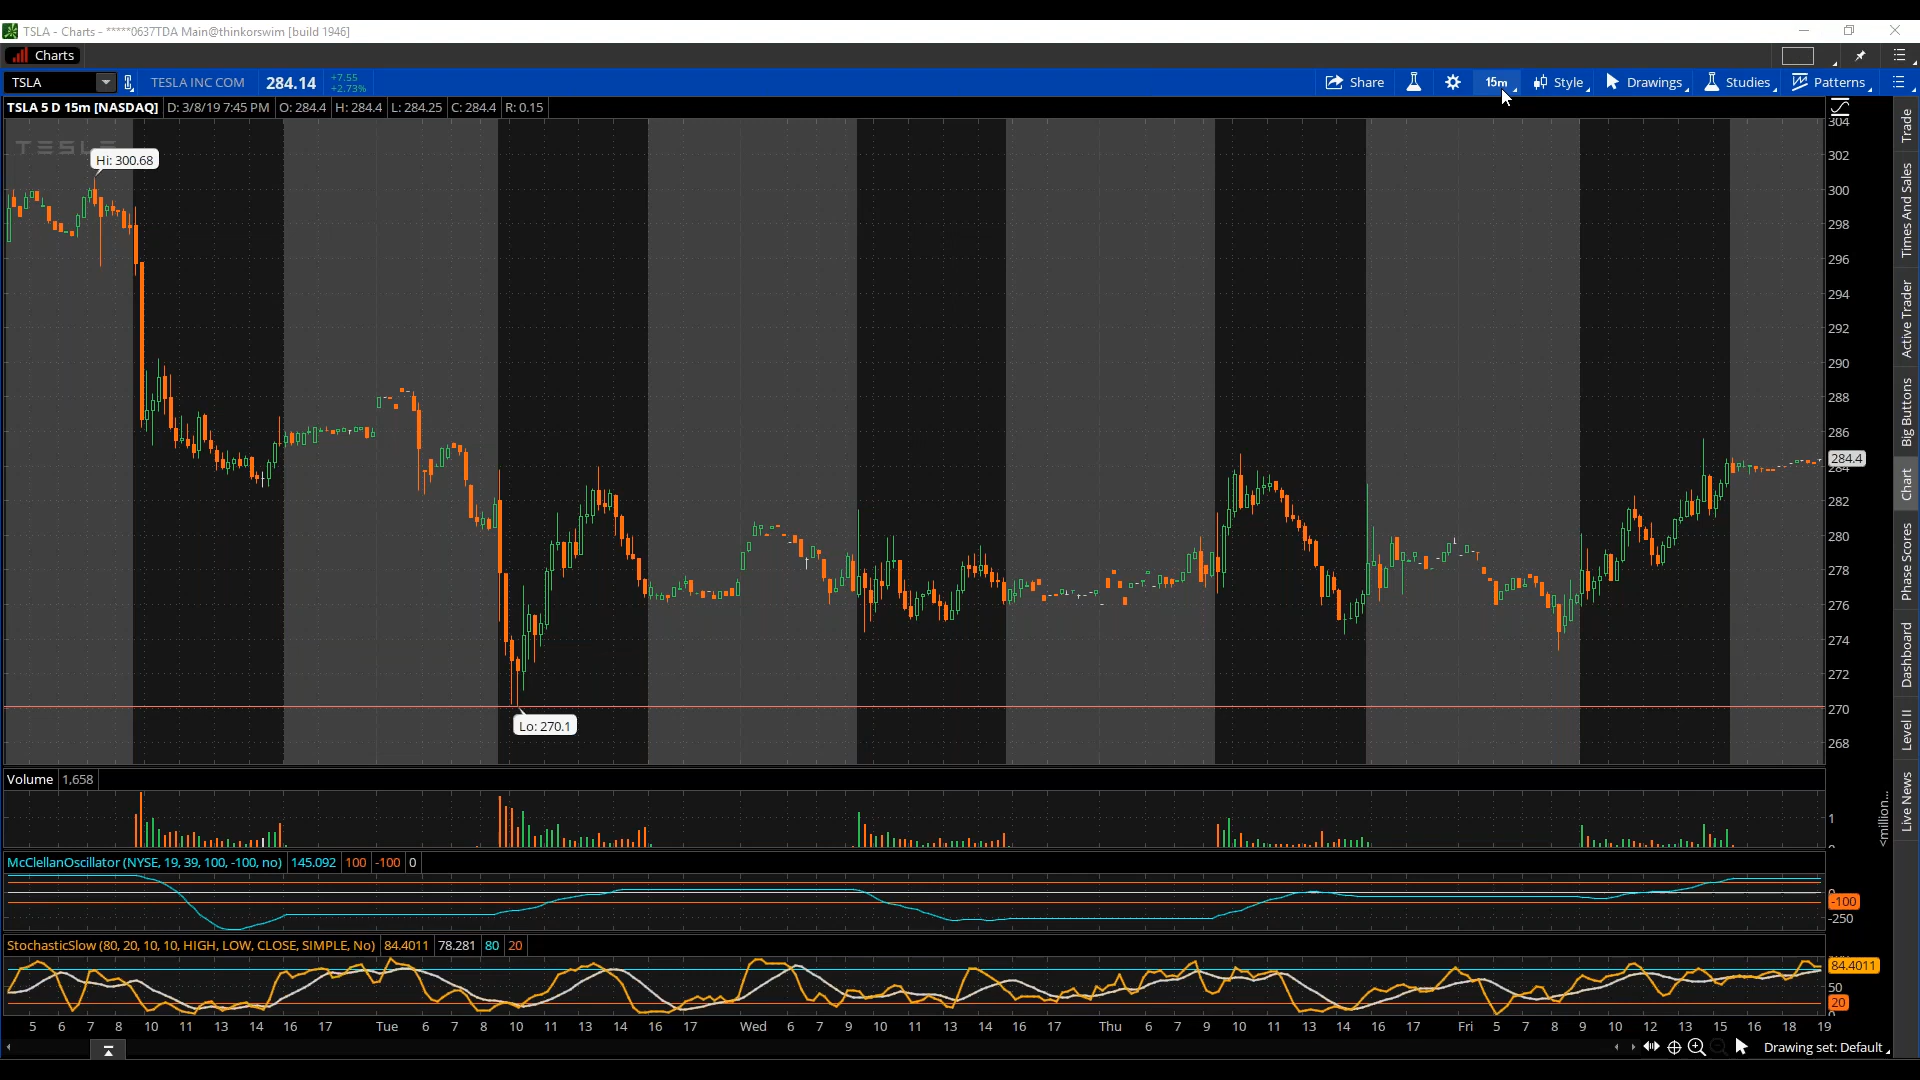 TSLA - Charts - *****0637TDA Main@thinkorswim [build 1946]
Charts
TSLA TESLA INC COM 284.14 +7.55 +2.73% Share 15m Style Drawings Studies Patterns
TSLA 5 D 15m [NASDAQ] D: 3/8/19 7:45 PM O: 284.4 H: 284.4 L: 284.25 C: 284.4 R: 0.15
TESL
Hi: 300.68
Lo: 270.1
304
302
300
298
296
294
292
290
288
286
284.4
284
282
280
278
276
274
272
270
268
Volume 1,658
1
0
<million...
McClellanOscillator (NYSE, 19, 39, 100, -100, no) 145.092 100 -100 0
0
-100
-250
StochasticSlow (80, 20, 10, 10, HIGH, LOW, CLOSE, SIMPLE, No) 84.4011 78.281 80 20
84.4011
50
20
0
5 6 7 8 10 11 13 14 16 17 Tue 6 7 8 10 11 13 14 16 17 Wed 6 7 9 10 11 13 14 16 17 Thu 6 7 9 10 11 13 14 16 17 Fri 5 7 8 9 10 12 13 15 16 18 19
Drawing set: Default
Trade
Times And Sales
Active Trader
Big Buttons
Chart
Phase Scores
Dashboard
Level II
Live News